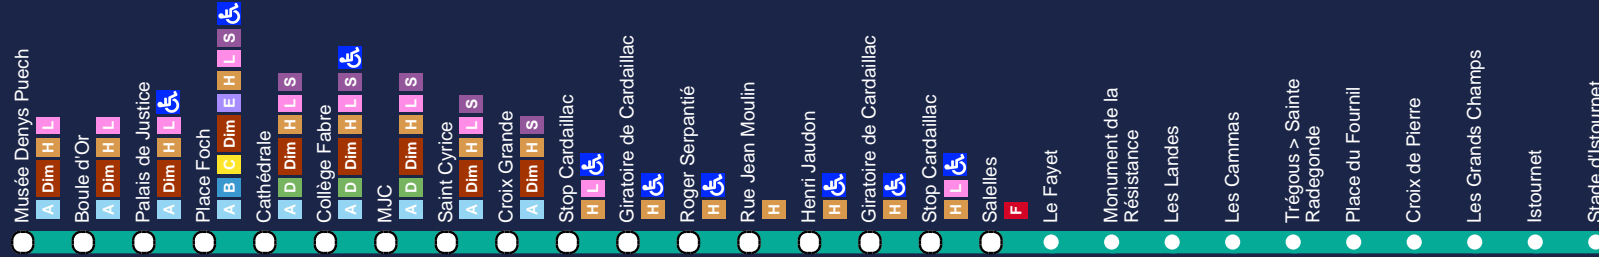 Musée Denys Puech
A Dim H L
Boule d'Or
A Dim H L
Palais de Justice
A Dim H L
Place Foch
A B C Dim E H L S
Cathédrale
A D Dim H L S
Collège Fabre
A D Dim H L S
MJC
A D Dim H L S
Saint Cyrice
A Dim H L S
Croix Grande
A Dim H S
Stop Cardaillac
H L
Giratoire de Cardaillac
H
Roger Serpantié
H
Rue Jean Moulin
H
Henri Jaudon
H
Giratoire de Cardaillac
H
Stop Cardaillac
H L
Salelles
F
Le Fayet
Monument de la
Résistance
Les Landes
Les Cammas
Trégous > Sainte
Radegonde
Place du Fournil
Croix de Pierre
Les Grands Champs
Istournet
Stade d'Istournet